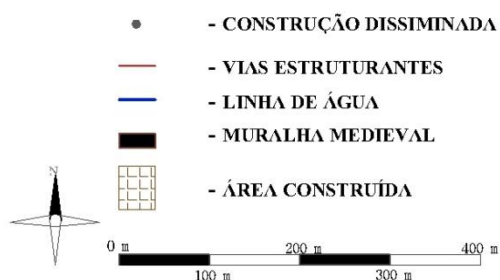 - CONSTRUÇÃO DISSIMINADA
- VIAS ESTRUTURANTES
- LINHA DE ÁGUA
- MURALHA MEDIEVAL
- ÁREA CONSTRUÍDA
N
0 m 200 m 400 m
100 m 300 m